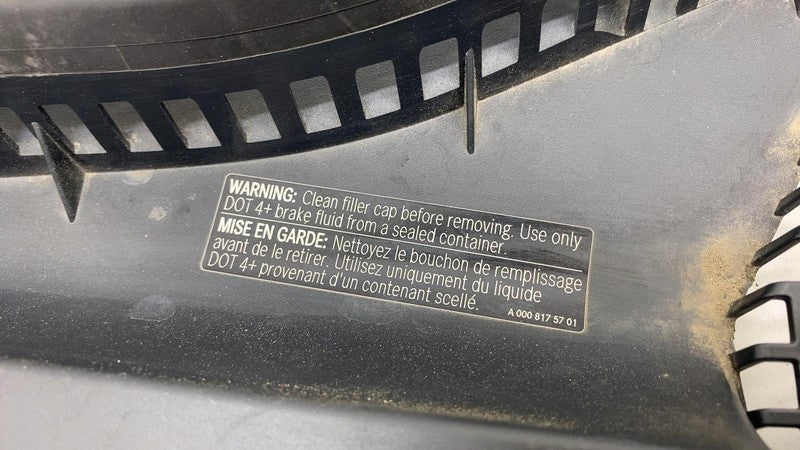 WARNING: Clean filler cap before removing. Use only
DOT 4+ brake fluid from a sealed container.
MISE EN GARDE: Nettoyez le bouchon de remplissage
avant de le retirer. Utilisez uniquement du liquide
DOT 4+ provenant d'un contenant scellé.
A 000 817 57 01